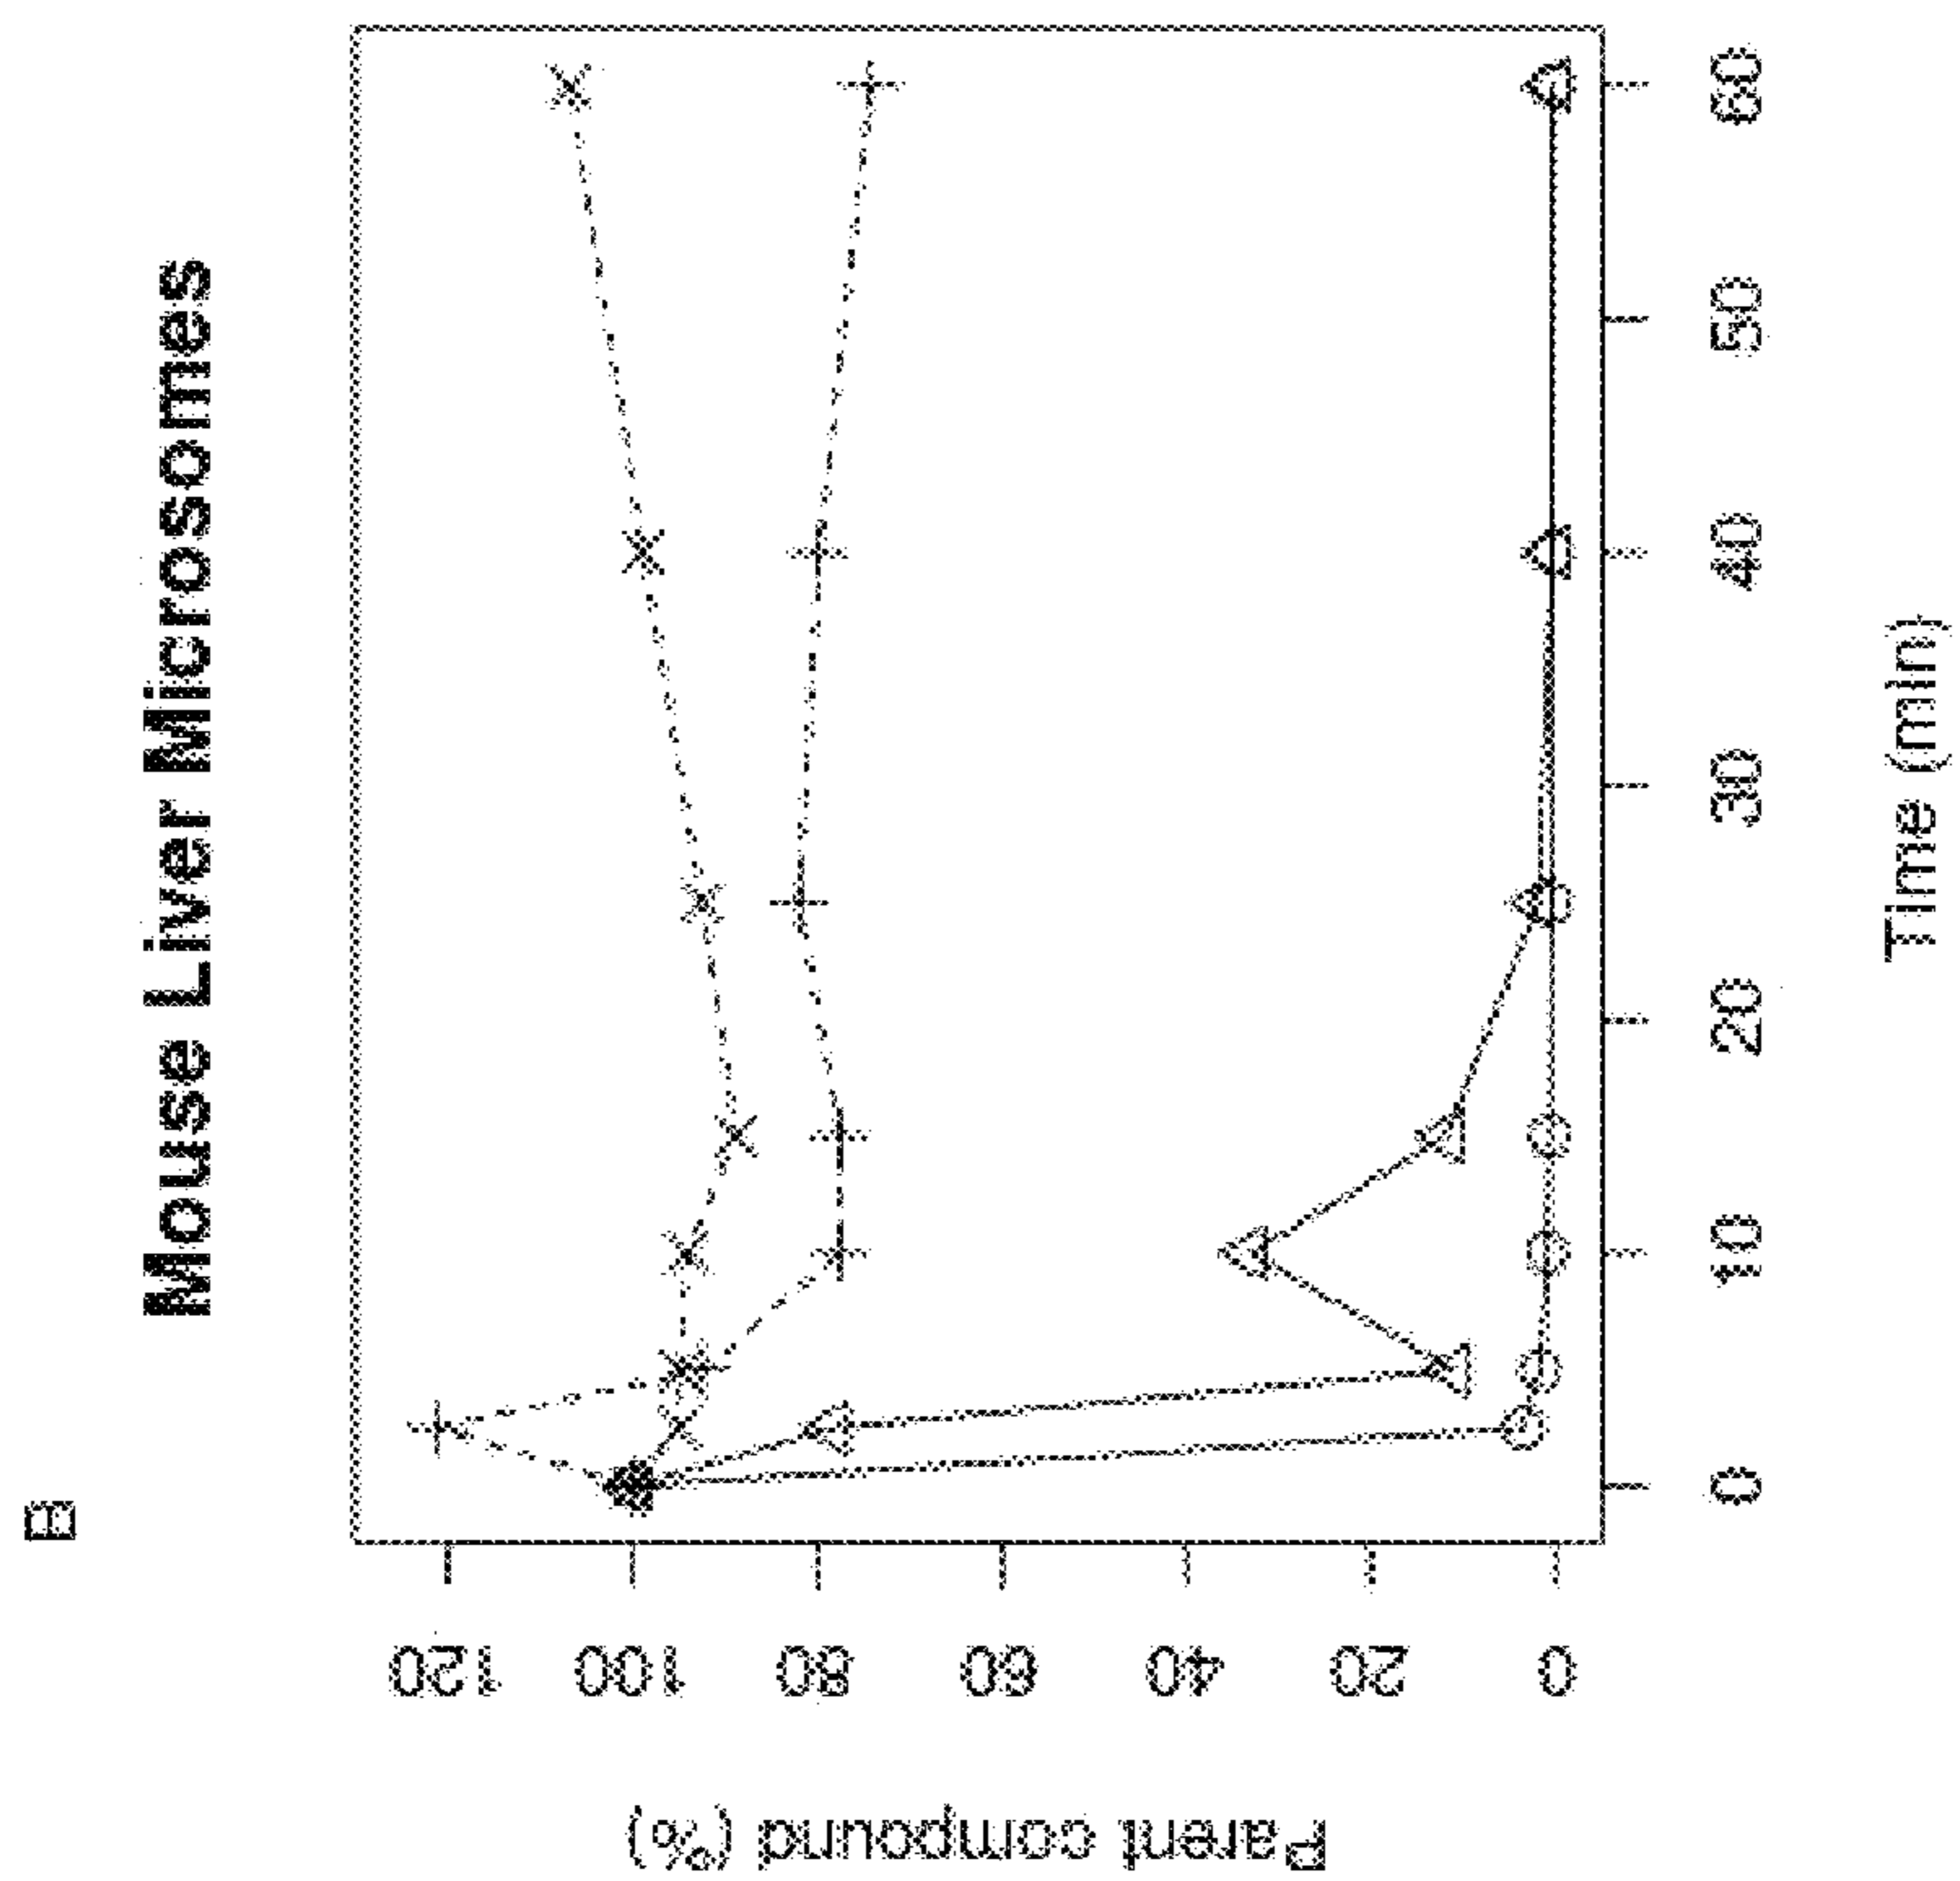 B
Mouse Liver Microsomes
Parent compound (%)
120
100
80
60
40
20
0
0 10 20 30 40 50 60
Time (min)